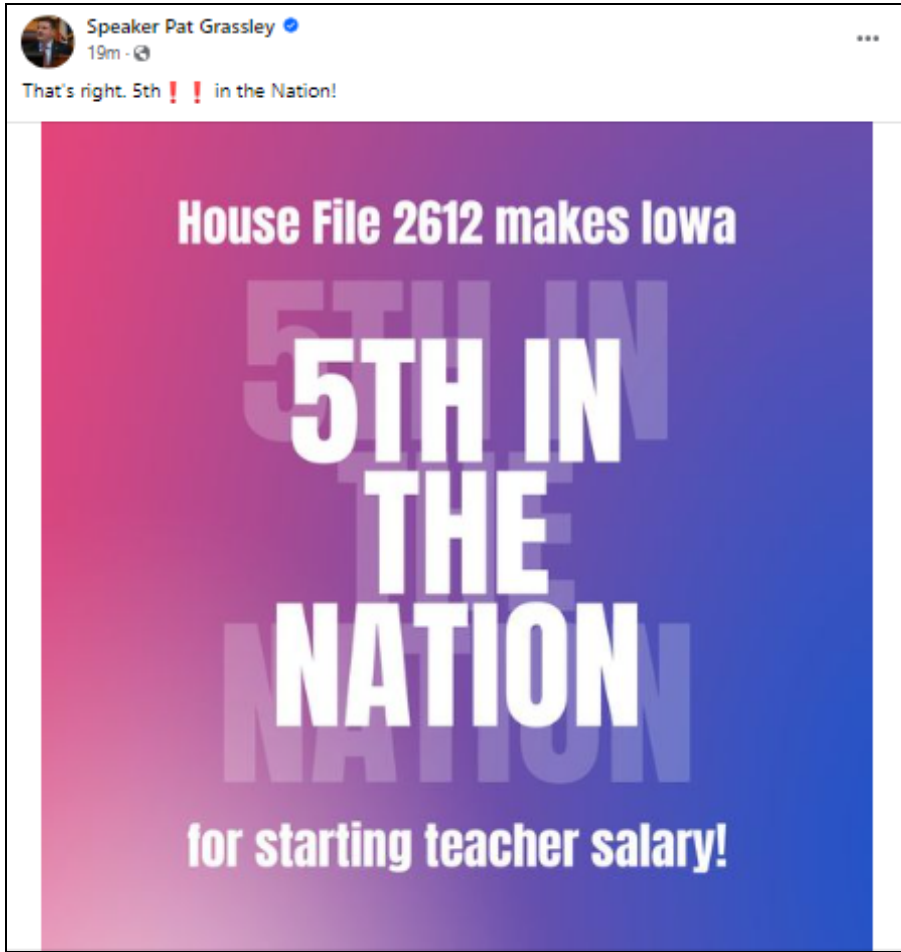 Speaker Pat Grassley
19m ·
That's right. 5th❗❗ in the Nation!
House File 2612 makes Iowa
5TH IN
THE
NATION
for starting teacher salary!